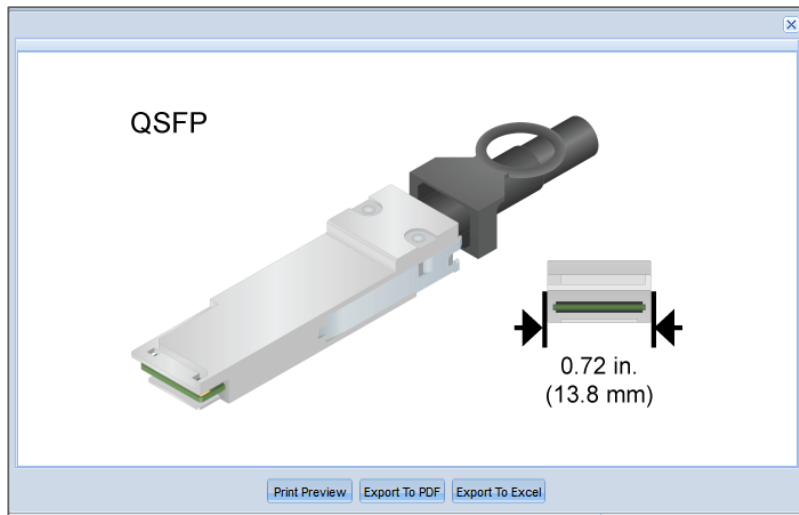 QSFP
0.72 in.
(13.8 mm)
Print Preview
Export To PDF
Export To Excel